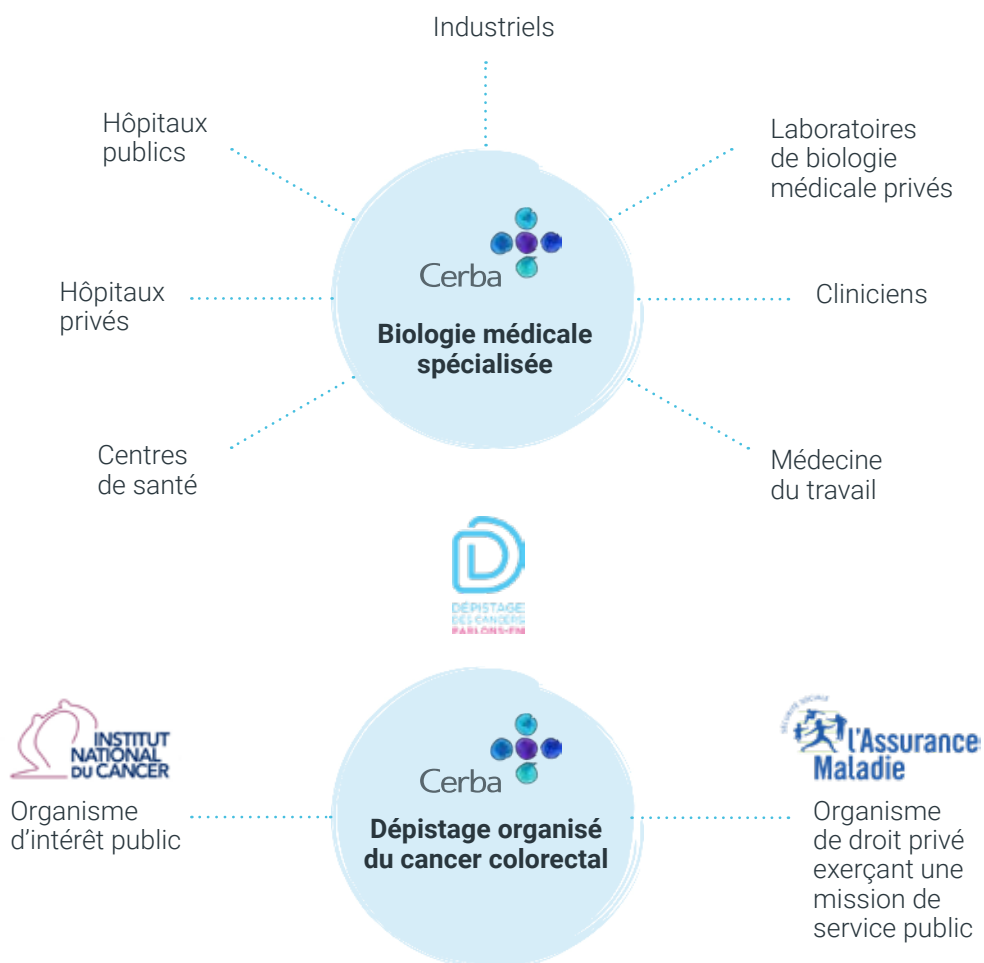 Industriels
Hôpitaux
publics
Laboratoires
de biologie
médicale privés
Cerba
Hôpitaux
privés
Cliniciens
Biologie médicale
spécialisée
Centres
de santé
Médecine
du travail
DÉPISTAGE
DES CANCERS
PARLONS-EN
INSTITUT
NATIONAL
DU CANCER
Organisme
d'intérêt public
Cerba
Dépistage organisé
du cancer colorectal
SÉCURITÉ SOCIALE
l'Assurance
Maladie
Organisme
de droit privé
exerçant une
mission de
service public